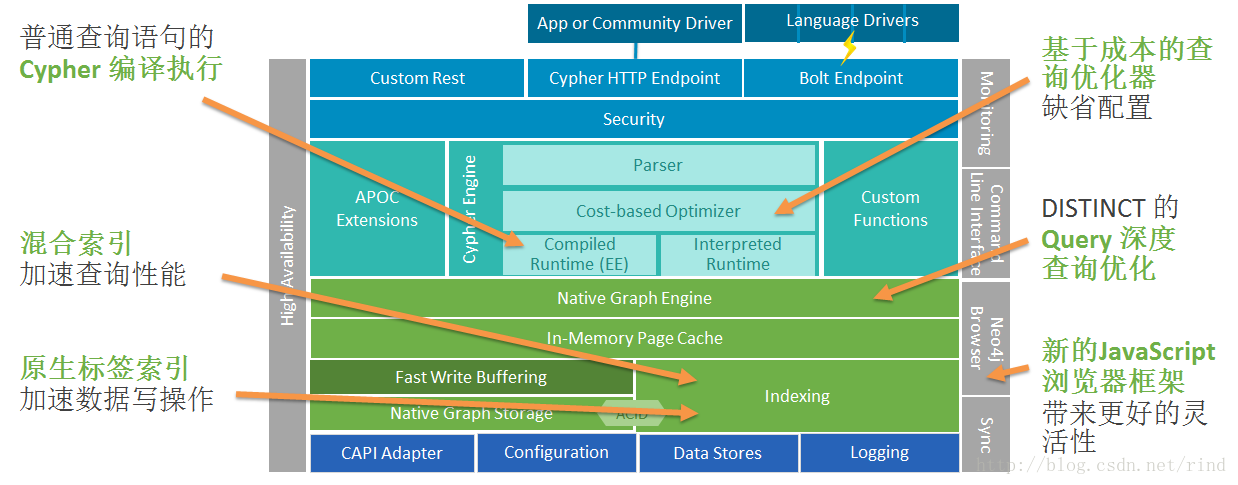 普通查询语句的
Cypher 编译执行
混合索引
加速查询性能
原生标签索引
加速数据写操作
App or Community Driver
Language Drivers
High Availability
Custom Rest
Cypher HTTP Endpoint
Bolt Endpoint
Security
APOC
Extensions
Cypher Engine
Parser
Cost-based Optimizer
Compiled
Runtime (EE)
Interpreted
Runtime
Custom
Functions
Native Graph Engine
In-Memory Page Cache
Fast Write Buffering
Native Graph Storage
ACID
Indexing
CAPI Adapter
Configuration
Data Stores
Logging
Monitoring
Command
Line Interface
Neo4j
Browser
Sync
基于成本的查
询优化器
缺省配置
DISTINCT 的
Query 深度
查询优化
新的JavaScript
浏览器框架
带来更好的灵
活性
http://blog.csdn.net/rind